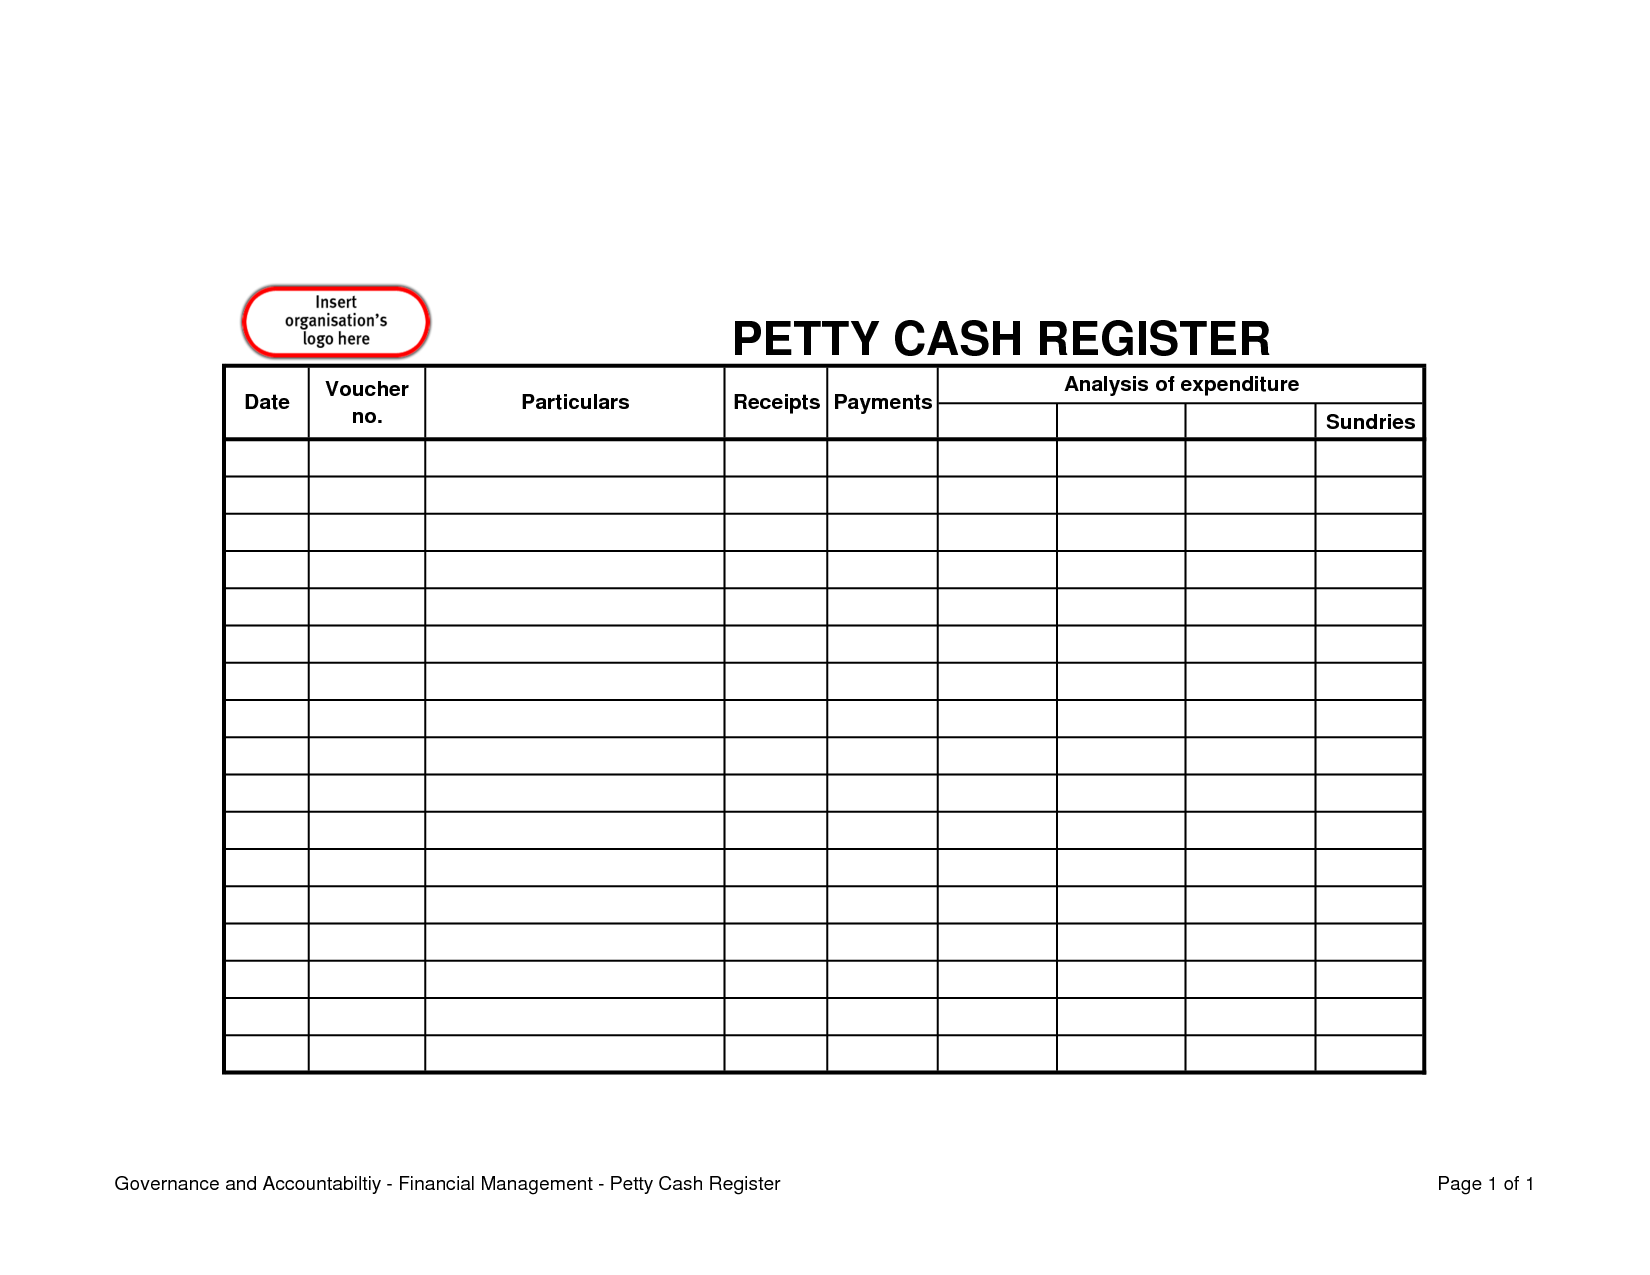 Insert
organisation's
logo here
PETTY CASH REGISTER
Date
Voucher
no.
Particulars
Receipts
Payments
Analysis of expenditure
Sundries
Governance and Accountabiltiy - Financial Management - Petty Cash Register
Page 1 of 1